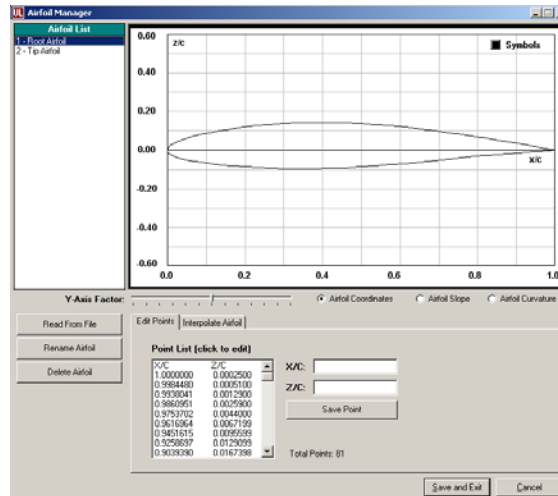 UL Airfoil Manager
Airfoil List
1 - Root Airfoil
2 - Tip Airfoil
0.60
z/c
Symbols
0.40
0.20
0.00
x/c
-0.20
-0.40
-0.60
0.0 0.2 0.4 0.6 0.8 1.0
Y-Axis Factor:
Airfoil Coordinates Airfoil Slope Airfoil Curvature
Read From File
Rename Airfoil
Delete Airfoil
Edit Points Interpolate Airfoil
Point List (click to edit)
X/C Z/C
1.0000000 0.0002500
0.9984480 0.0005100
0.9938041 0.0012900
0.9860951 0.0025900
0.9753702 0.0044000
0.9616964 0.0067199
0.9451615 0.0095599
0.9258697 0.0129099
0.9039390 0.0167398
X/C:
Z/C:
Save Point
Total Points: 81
Save and Exit
Cancel